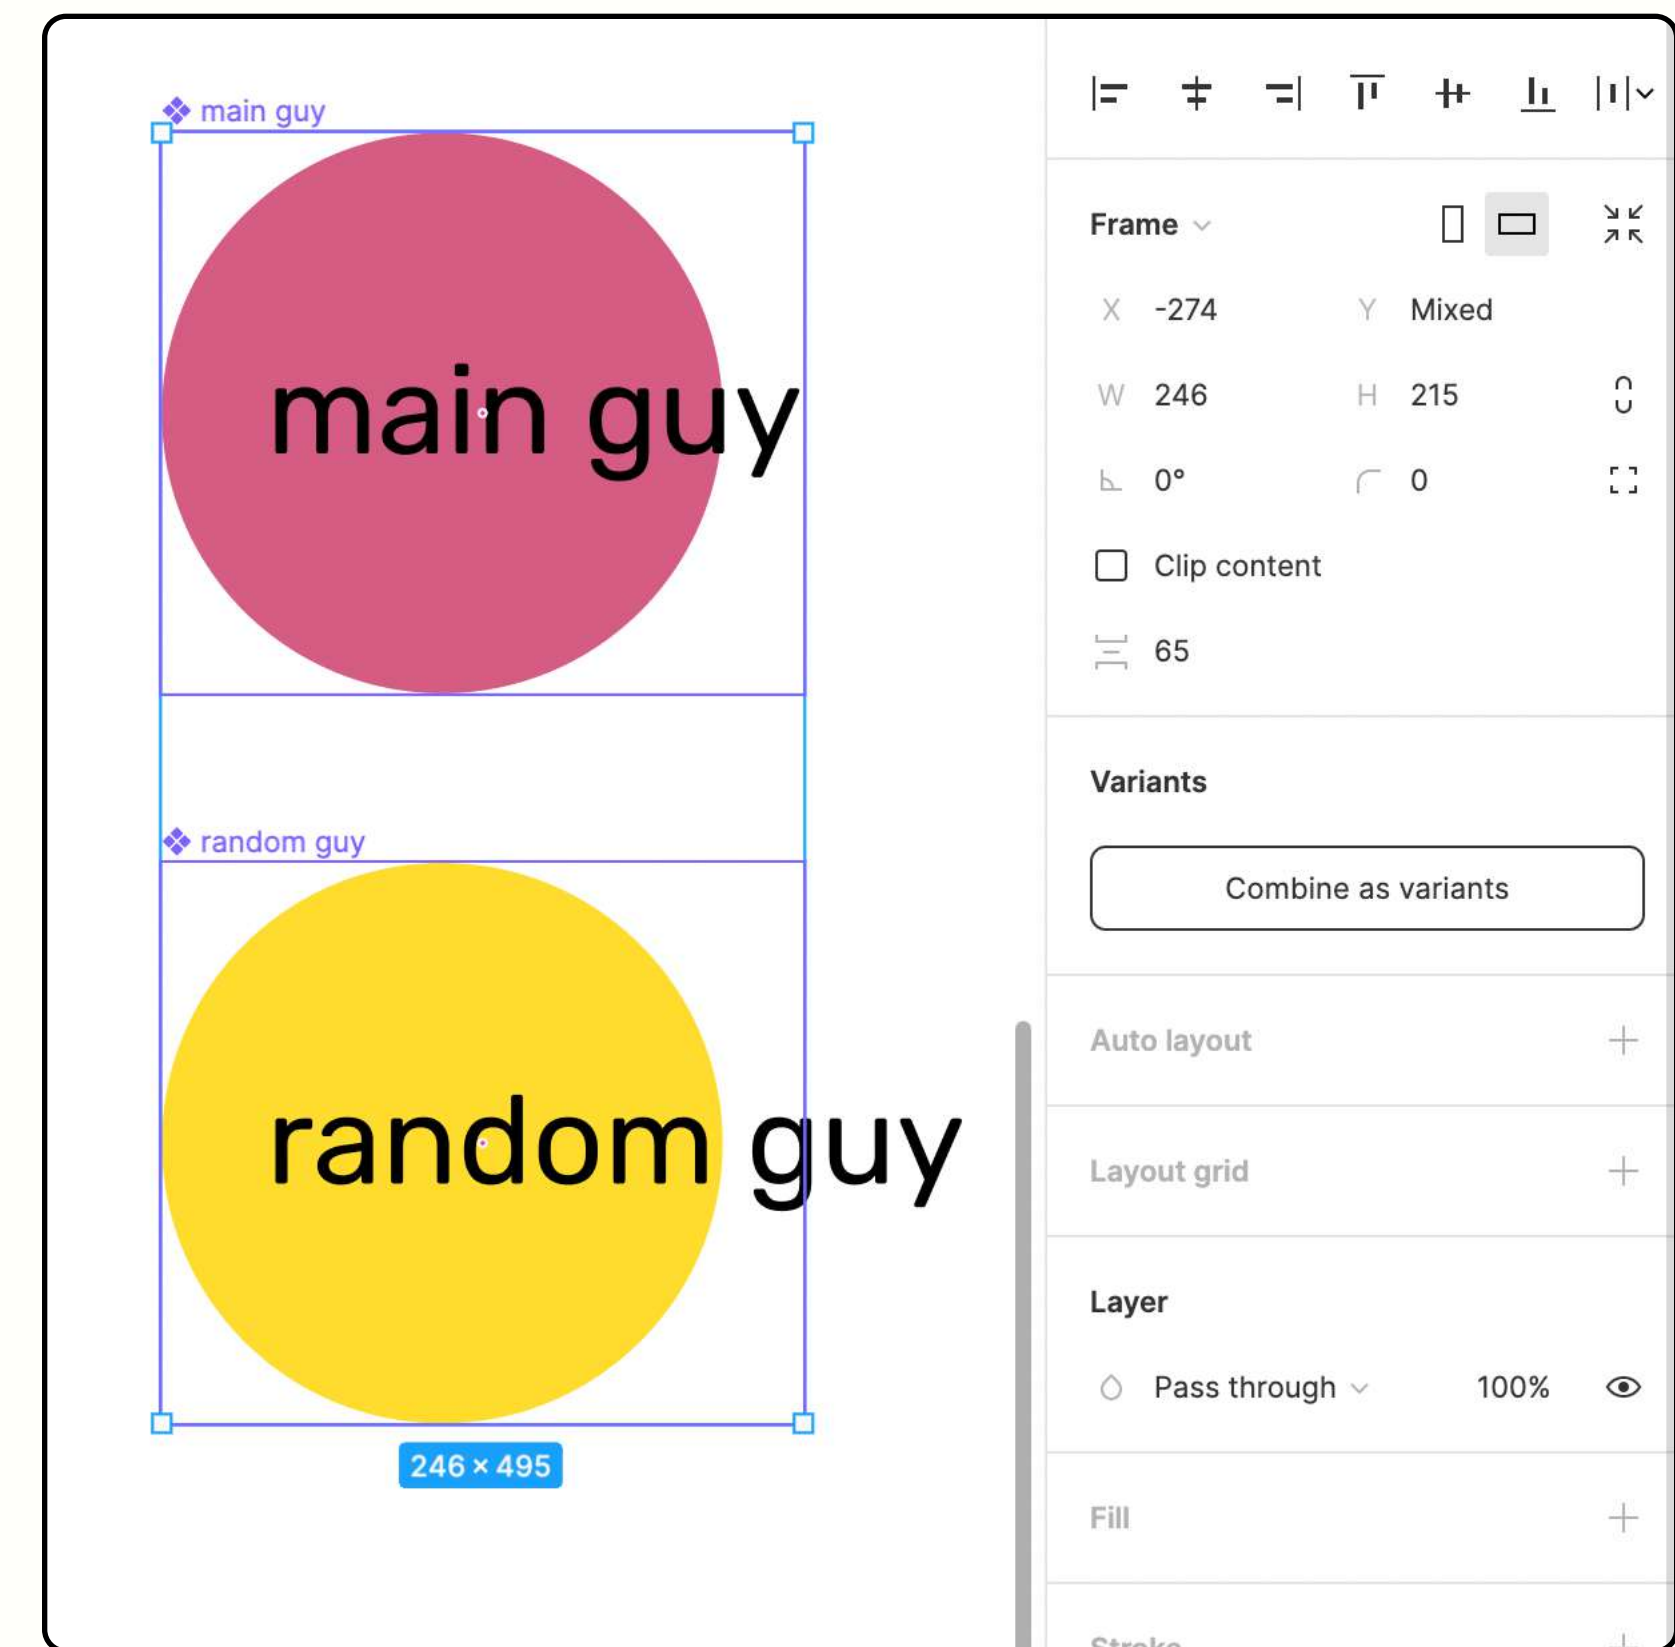 main guy
main guy
random guy
random guy
246 × 495
Frame
X -274 Y Mixed
W 246 H 215
0° 0
Clip content
65
Variants
Combine as variants
Auto layout
Layout grid
Layer
Pass through 100%
Fill
Stroke